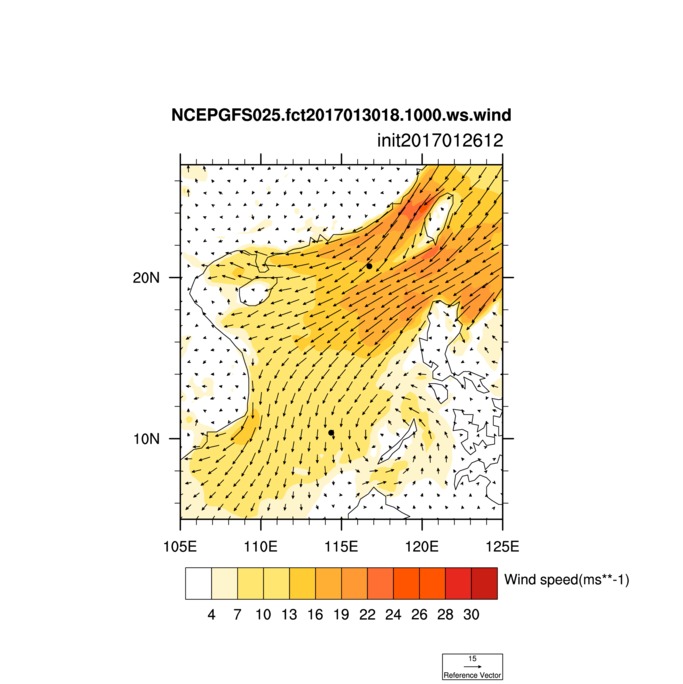 NCEPGFS025.fct2017013018.1000.ws.wind
init2017012612
20N
10N
105E 110E 115E 120E 125E
Wind speed(ms**-1)
4 7 10 13 16 19 22 24 26 28 30
15
Reference Vector